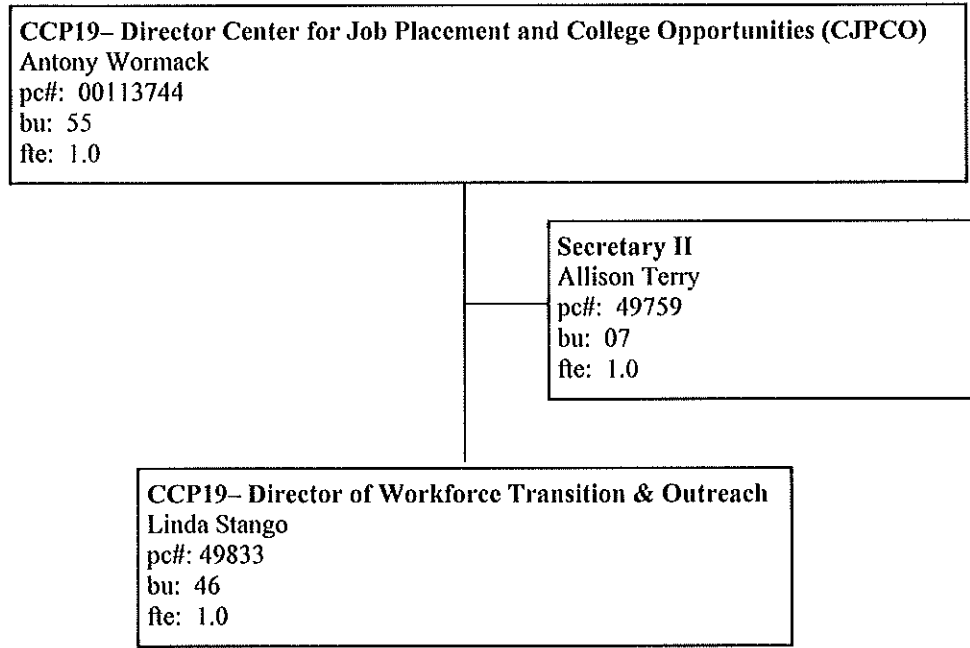 CCP19– Director Center for Job Placement and College Opportunities (CJPCO)
Antony Wormack
pc#: 00113744
bu: 55
fte: 1.0
Secretary II
Allison Terry
pc#: 49759
bu: 07
fte: 1.0
CCP19– Director of Workforce Transition & Outreach
Linda Stango
pc#: 49833
bu: 46
fte: 1.0